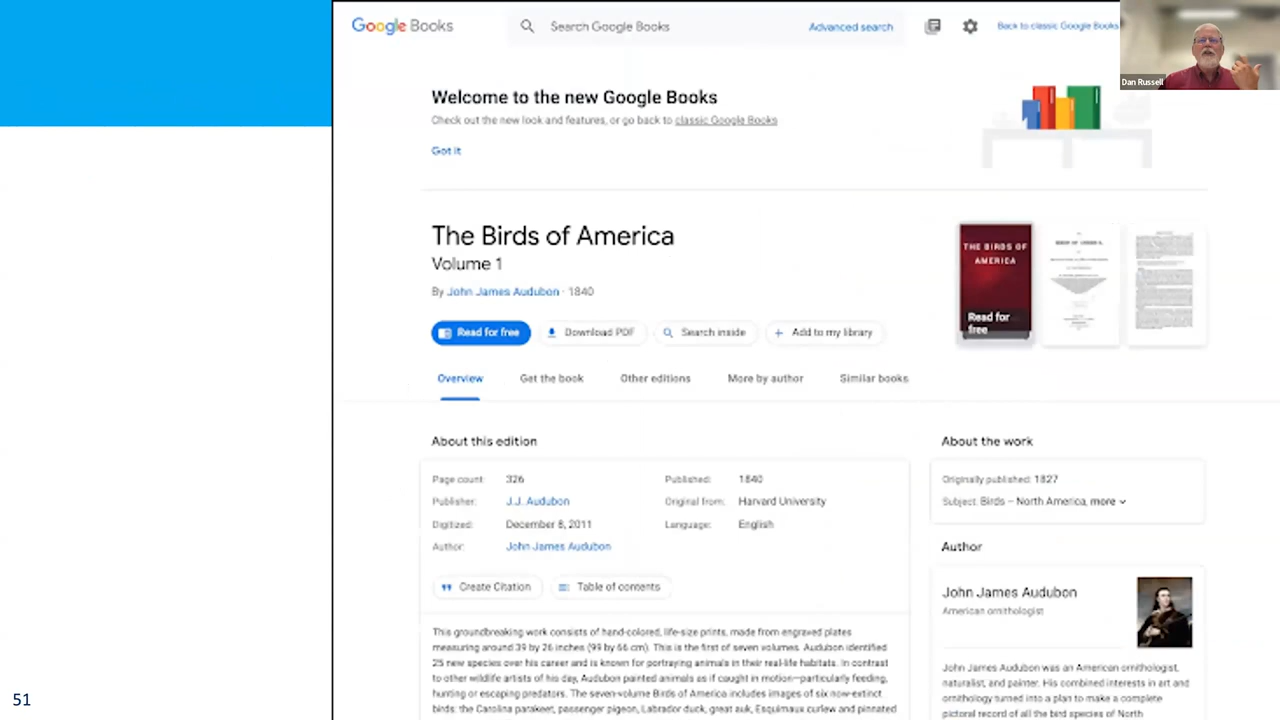 Google Books
Search Google Books
Advanced search
Back to classic Google Books
Dan Russell
Welcome to the new Google Books
Check out the new look and features, or go back to classic Google Books
Got it
The Birds of America
Volume 1
By John James Audubon · 1840
THE BIRDS OF
AMERICA
Read for
free
Read for free
Download PDF
Search inside
Add to my library
Overview
Get the book
Other editions
More by author
Similar books
About this edition
Page count: 326
Published: 1840
Publisher: J.J. Audubon
Original from: Harvard University
Digitized: December 8, 2011
Language: English
Author: John James Audubon
Create Citation
Table of contents
This groundbreaking work consists of hand-colored, life-size prints, made from engraved plates
measuring around 39 by 26 inches (99 by 66 cm). This is the first of seven volumes. Audubon identified
25 new species over his career and is known for portraying animals in their real-life habitats. In contrast
to other wildlife artists of his day, Audubon painted animals as if caught in motion—particularly feeding,
hunting or escaping predators. The seven-volume Birds of America includes images of six now-extinct
birds: the Carolina parakeet, passenger pigeon, Labrador duck, great auk, Esquimaux curlew and pinnated
About the work
Originally published: 1827
Subject: Birds – North America, more
Author
John James Audubon
American ornithologist
John James Audubon was an American ornithologist,
naturalist, and painter. His combined interests in art and
ornithology turned into a plan to make a complete
pictoral record of all the bird species of North
51